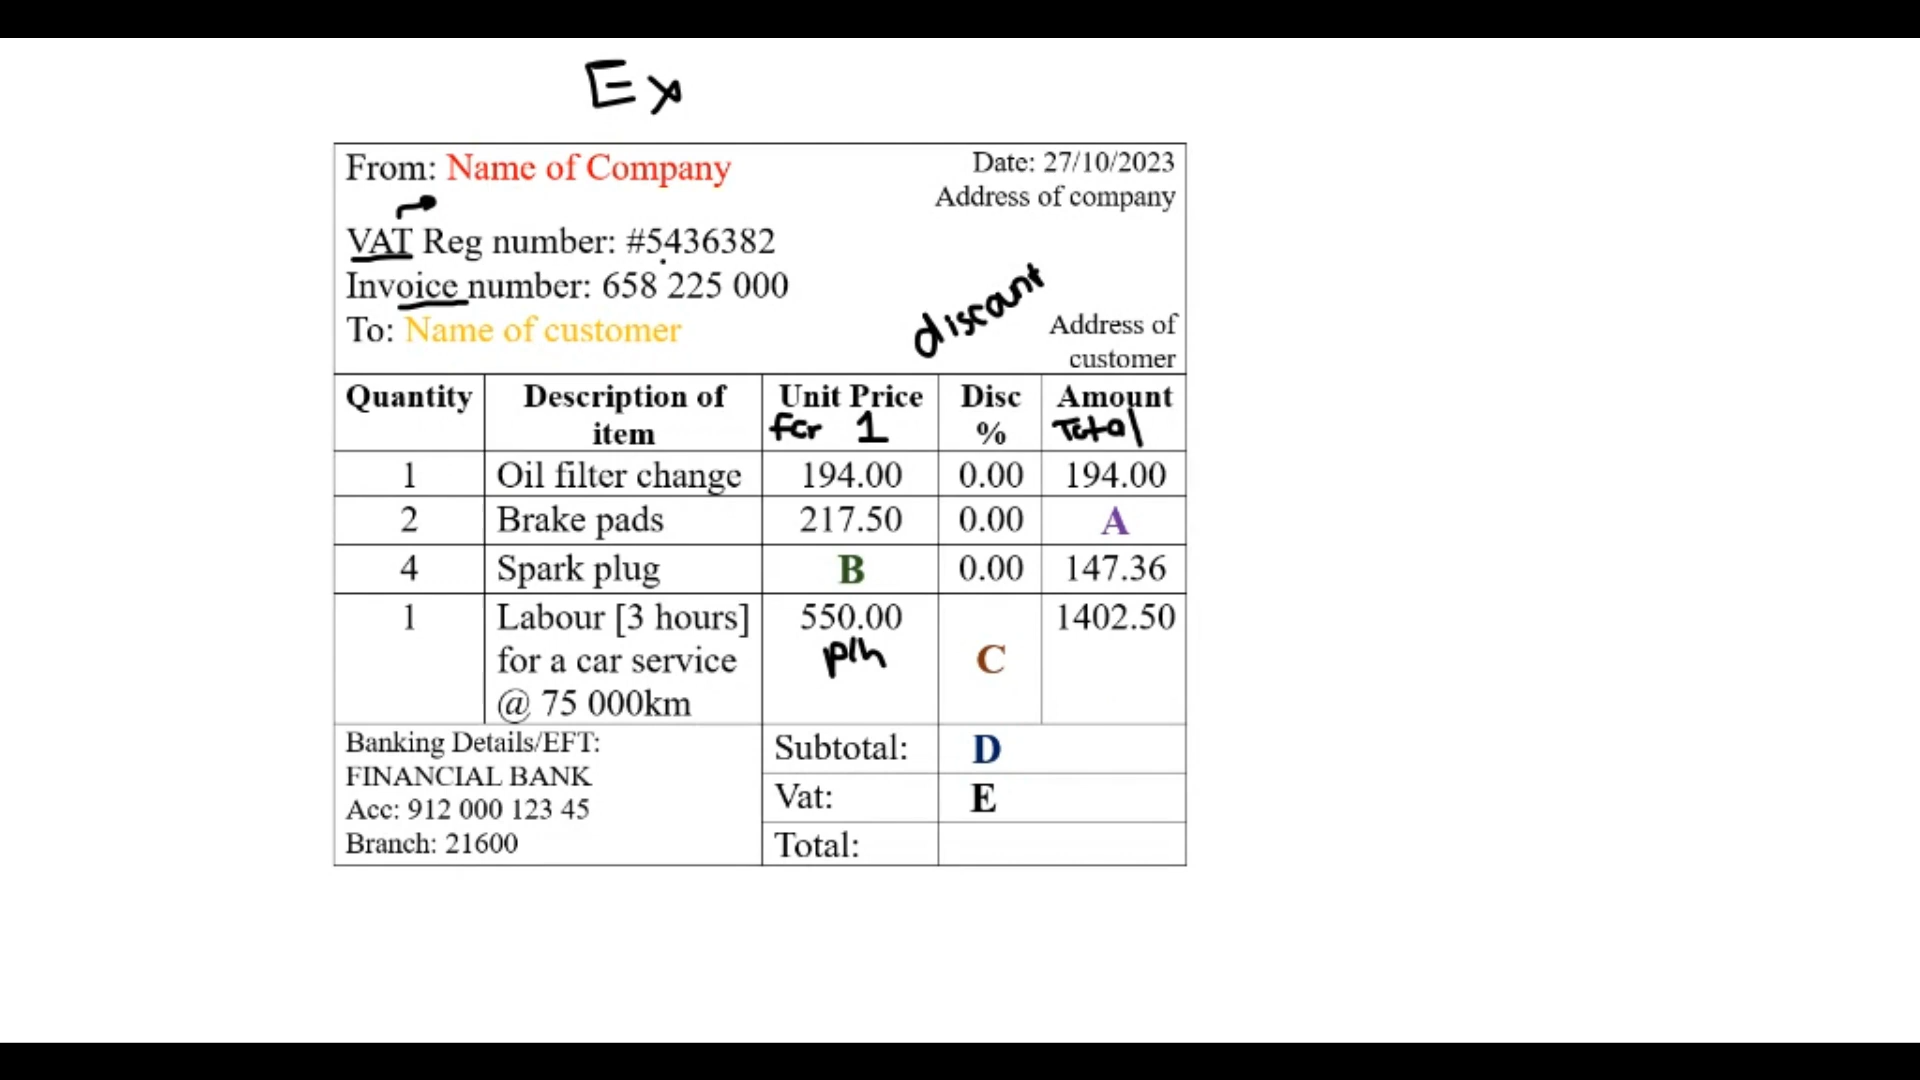 Ex
From: Name of Company
Date: 27/10/2023
Address of company
VAT Reg number: #5436382
Invoice number: 658 225 000
To: Name of customer
discount
Address of
customer
Quantity Description of item Unit Price for 1 Disc % Amount Total
1 Oil filter change 194.00 0.00 194.00
2 Brake pads 217.50 0.00 A
4 Spark plug B 0.00 147.36
1 Labour [3 hours] 550.00 1402.50
for a car service p/h C
@ 75 000km
Banking Details/EFT:
FINANCIAL BANK
Acc: 912 000 123 45
Branch: 21600
Subtotal: D
Vat: E
Total: